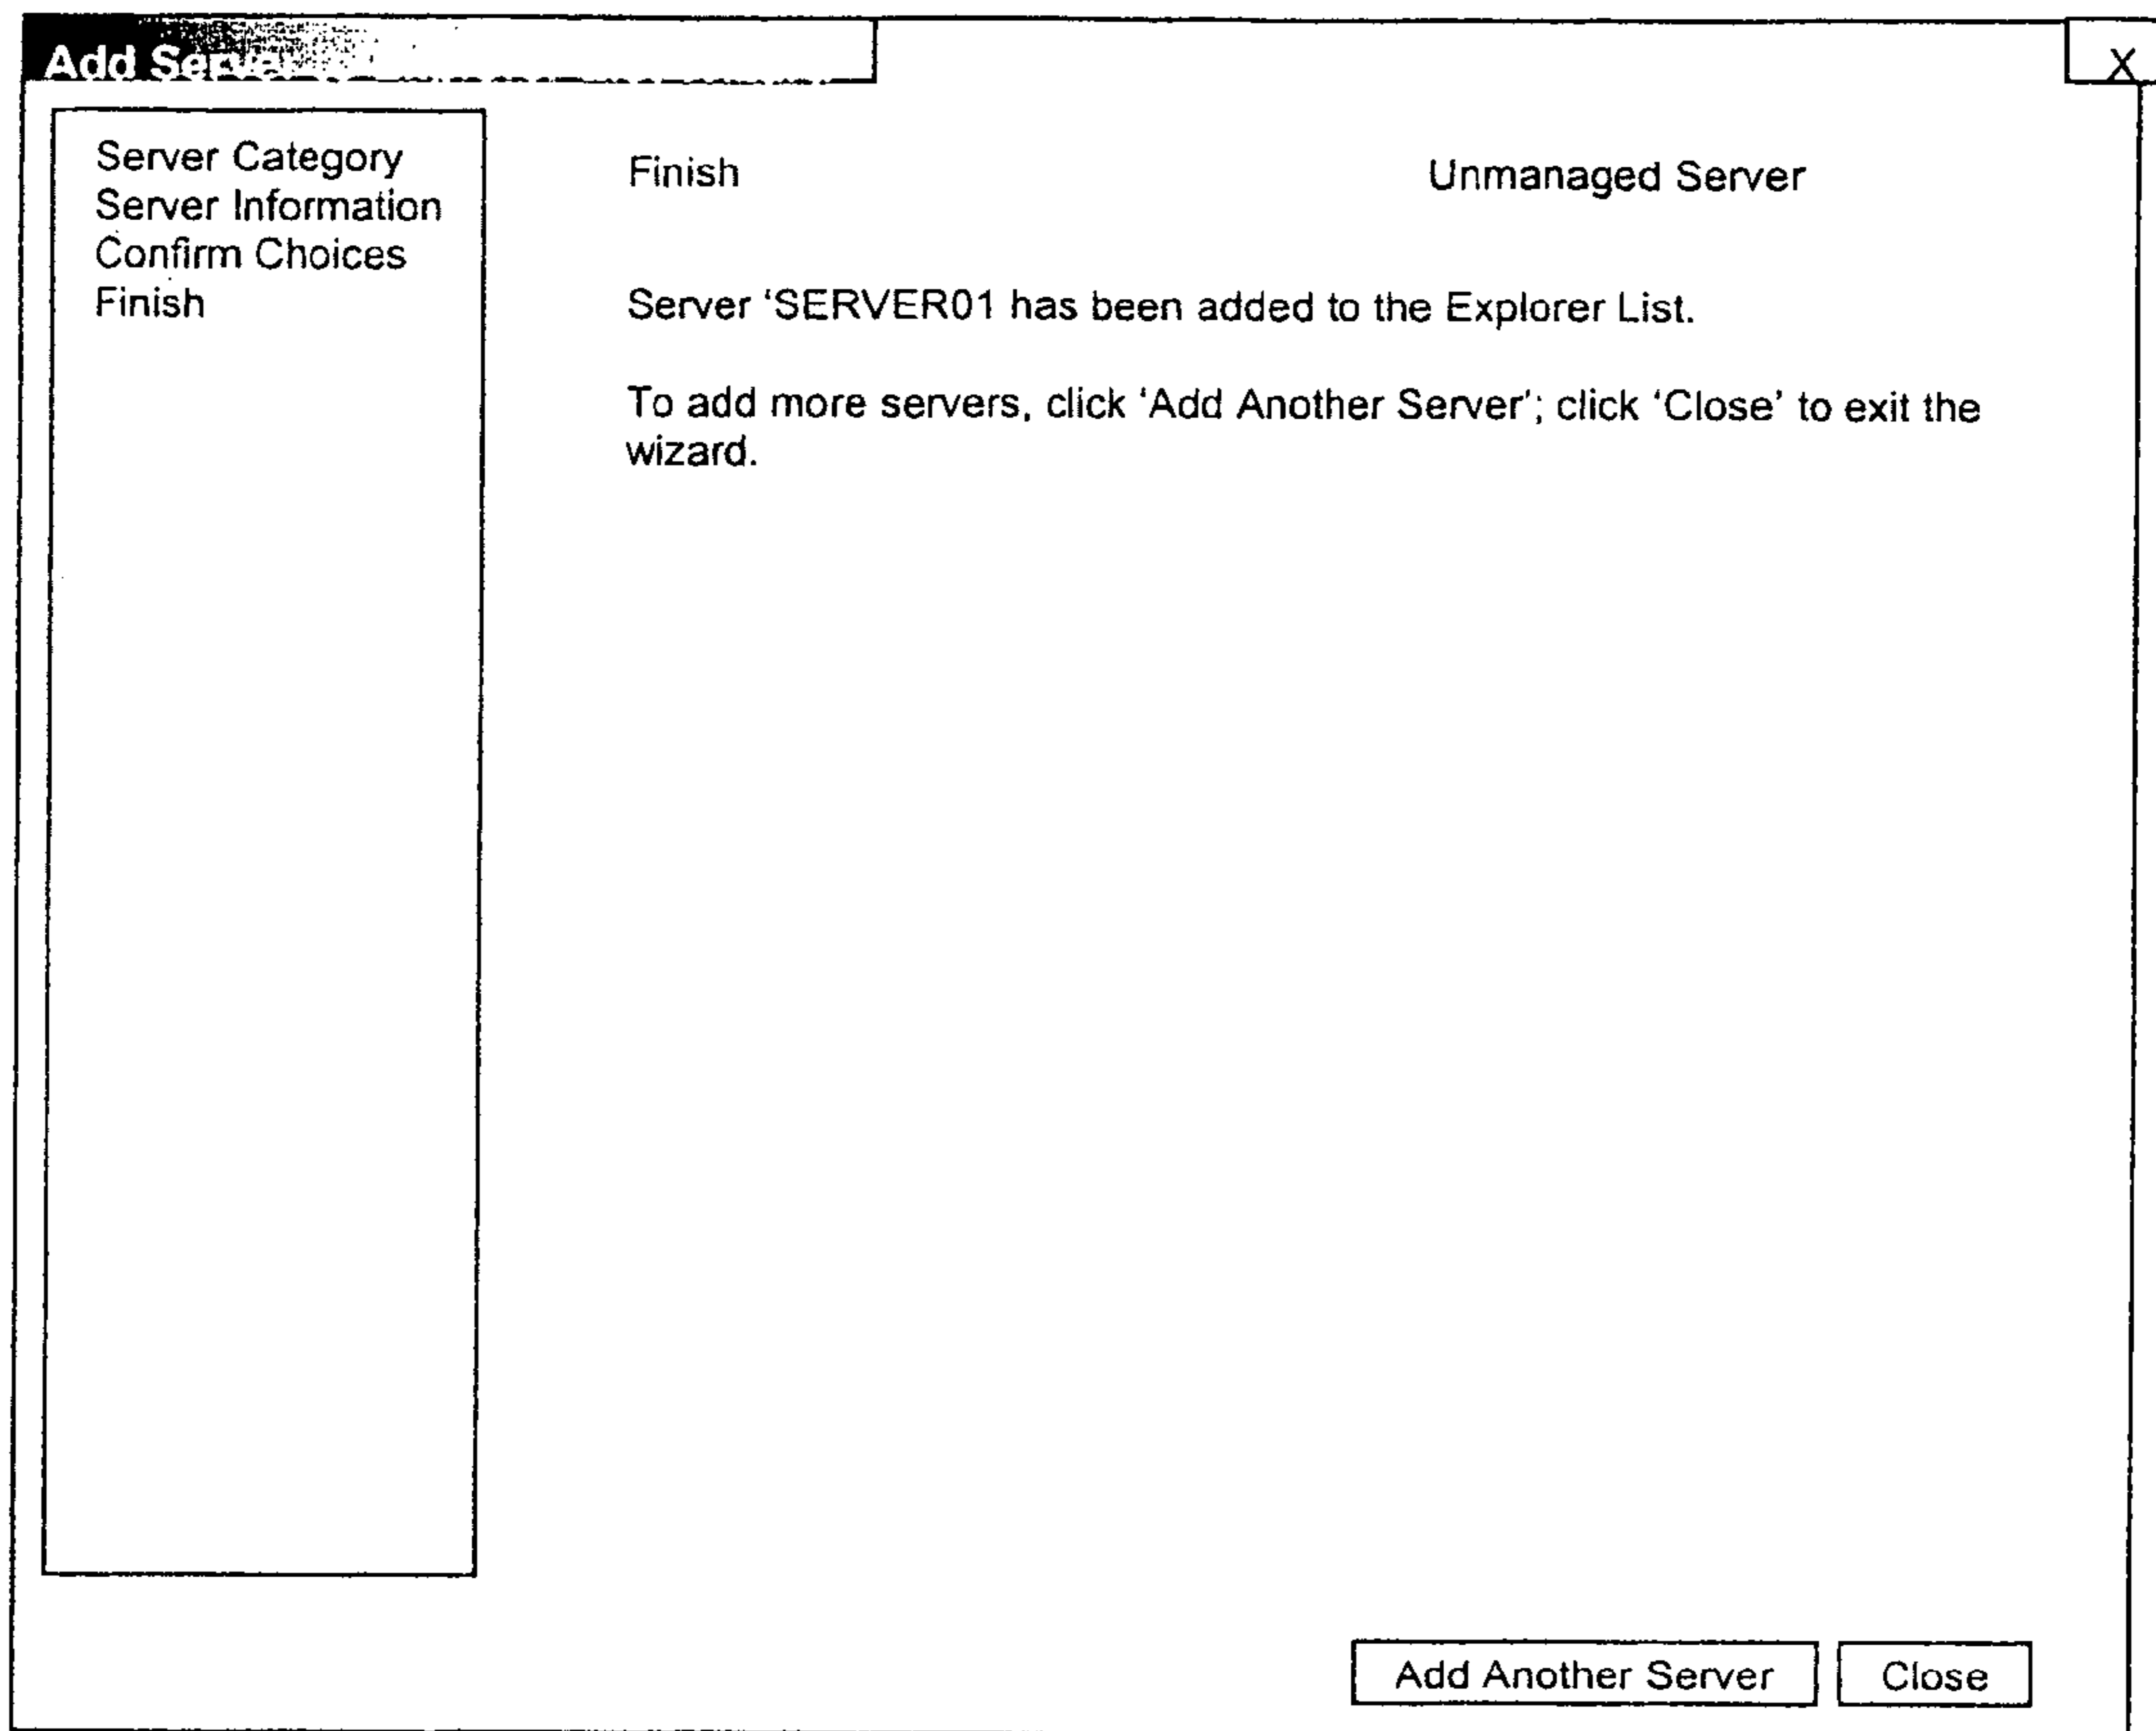 Add Server
X
Server Category
Server Information
Confirm Choices
Finish
Finish
Unmanaged Server
Server ‘SERVER01 has been added to the Explorer List.
To add more servers, click ‘Add Another Server’; click ‘Close’ to exit the
wizard.
Add Another Server
Close